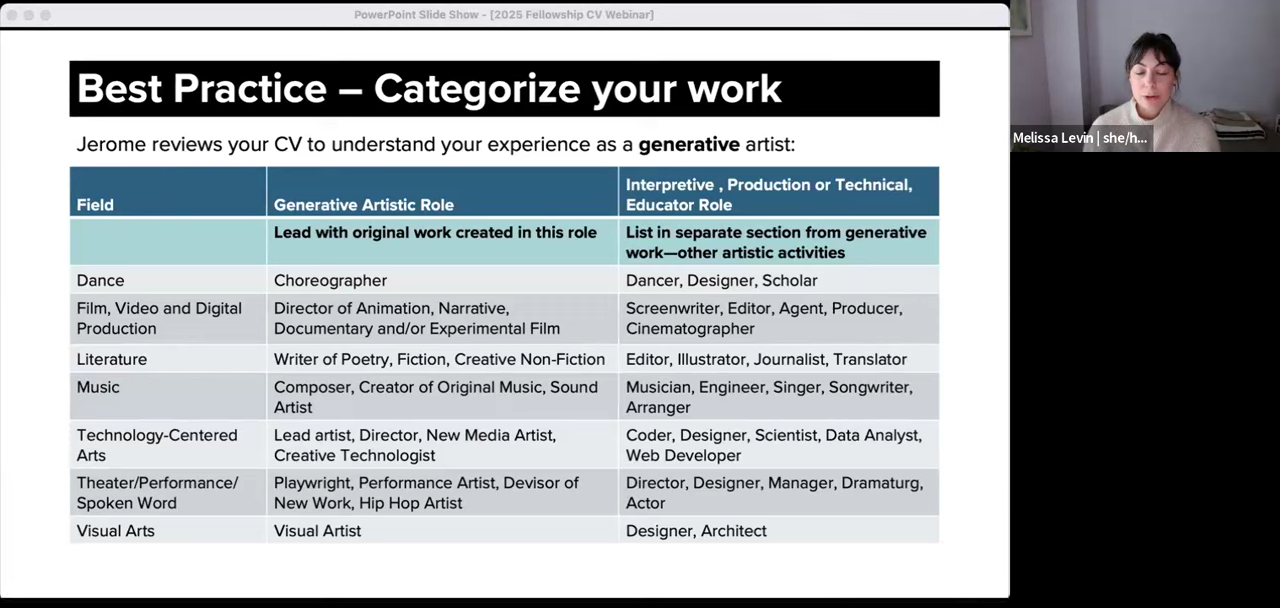 PowerPoint Slide Show - [2025 Fellowship CV Webinar]
Best Practice – Categorize your work
Jerome reviews your CV to understand your experience as a generative artist:
Field
Generative Artistic Role
Interpretive , Production or Technical,
Educator Role
Lead with original work created in this role
List in separate section from generative
work—other artistic activities
Dance
Choreographer
Dancer, Designer, Scholar
Film, Video and Digital
Production
Director of Animation, Narrative,
Documentary and/or Experimental Film
Screenwriter, Editor, Agent, Producer,
Cinematographer
Literature
Writer of Poetry, Fiction, Creative Non-Fiction
Editor, Illustrator, Journalist, Translator
Music
Composer, Creator of Original Music, Sound
Artist
Musician, Engineer, Singer, Songwriter,
Arranger
Technology-Centered
Arts
Lead artist, Director, New Media Artist,
Creative Technologist
Coder, Designer, Scientist, Data Analyst,
Web Developer
Theater/Performance/
Spoken Word
Playwright, Performance Artist, Devisor of
New Work, Hip Hop Artist
Director, Designer, Manager, Dramaturg,
Actor
Visual Arts
Visual Artist
Designer, Architect
Melissa Levin | she/h...